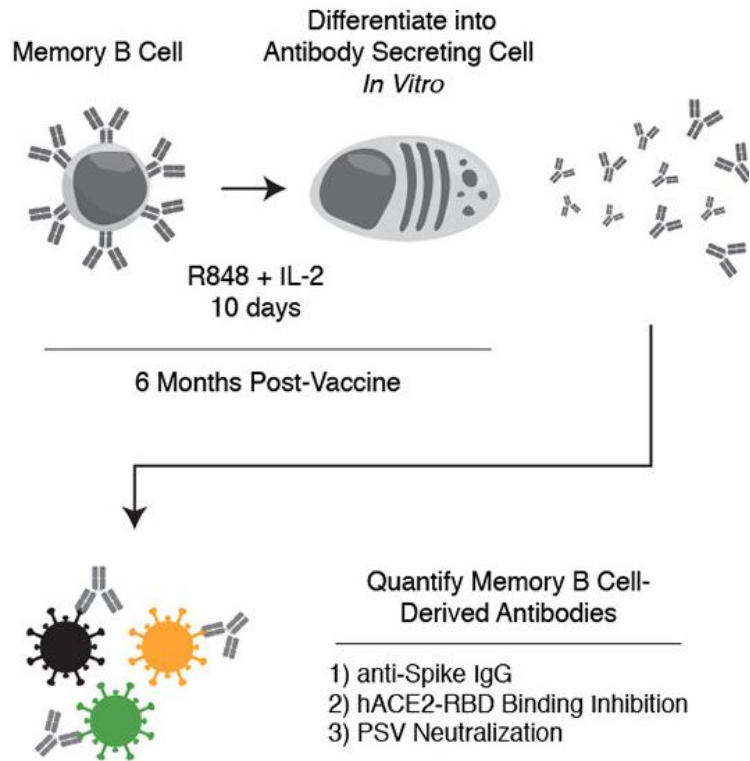 Memory B Cell
Differentiate into
Antibody Secreting Cell
In Vitro
R848 + IL-2
10 days
6 Months Post-Vaccine
Quantify Memory B Cell-
Derived Antibodies
1) anti-Spike IgG
2) hACE2-RBD Binding Inhibition
3) PSV Neutralization